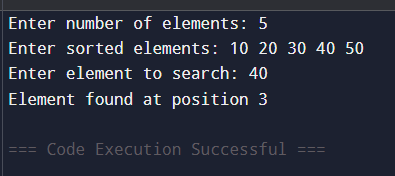 Enter number of elements: 5
Enter sorted elements: 10 20 30 40 50
Enter element to search: 40
Element found at position 3
=== Code Execution Successful ===